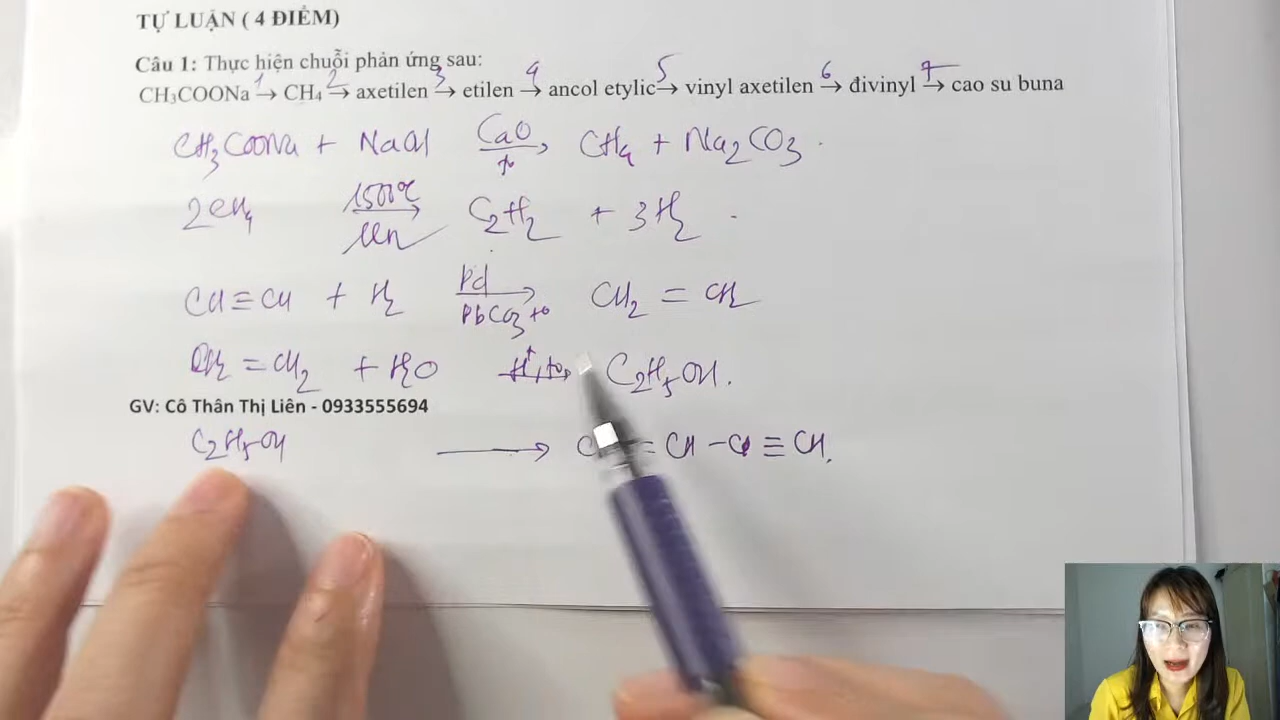 TỰ LUẬN ( 4 ĐIỂM)
Câu 1: Thực hiện chuỗi phản ứng sau:
1 2 3 4 5 6 7
CH₃COONa → CH₄ → axetilen → etilen → ancol etylic → vinyl axetilen → đivinyl → cao su buna
CH₃COONa + NaOH CaO t° → CH₄ + Na₂CO₃.
2CH₄ 1500°C LLN → C₂H₂ + 3H₂.
CH≡CH + H₂ Pd PbCO₃ t° → CH₂ = CH₂
CH₂ = CH₂ + H₂O H⁺, t° → C₂H₅OH.
GV: Cô Thân Thị Liên - 0933555694
C₂H₅OH → = CH – C ≡ CH.